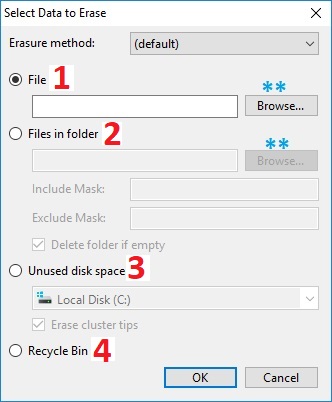 Select Data to Erase
Erasure method: (default)
File 1
** Browse...
Files in folder 2
** Browse...
Include Mask:
Exclude Mask:
Delete folder if empty
Unused disk space 3
Local Disk (C:)
Erase cluster tips
Recycle Bin 4
OK Cancel